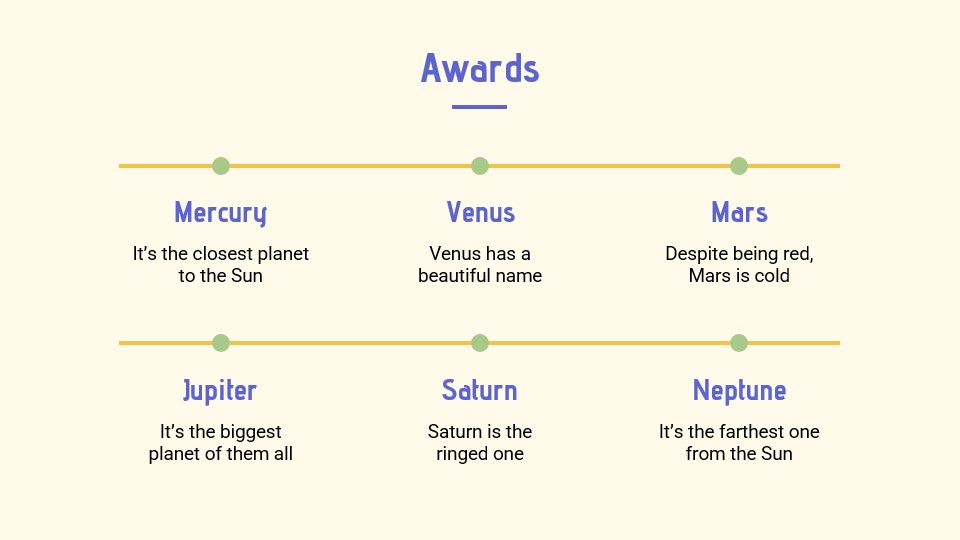 Awards
Mercury
Venus
Mars
It’s the closest planet
to the Sun
Venus has a
beautiful name
Despite being red,
Mars is cold
Jupiter
Saturn
Neptune
It’s the biggest
planet of them all
Saturn is the
ringed one
It’s the farthest one
from the Sun